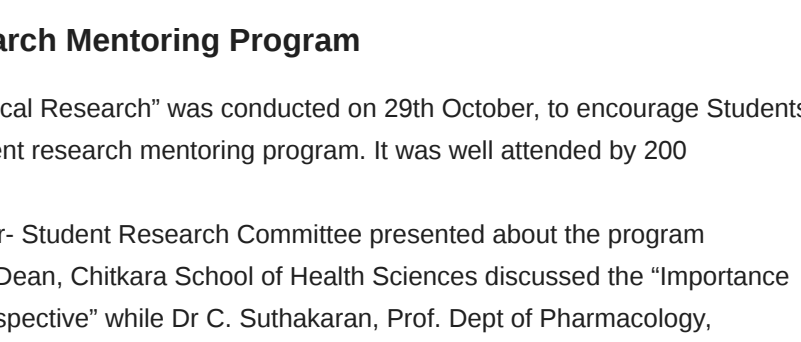 arch Mentoring Program
cal Research” was conducted on 29th October, to encourage Students
ent research mentoring program. It was well attended by 200
r- Student Research Committee presented about the program
Dean, Chitkara School of Health Sciences discussed the “Importance
spective” while Dr C. Suthakaran, Prof. Dept of Pharmacology,